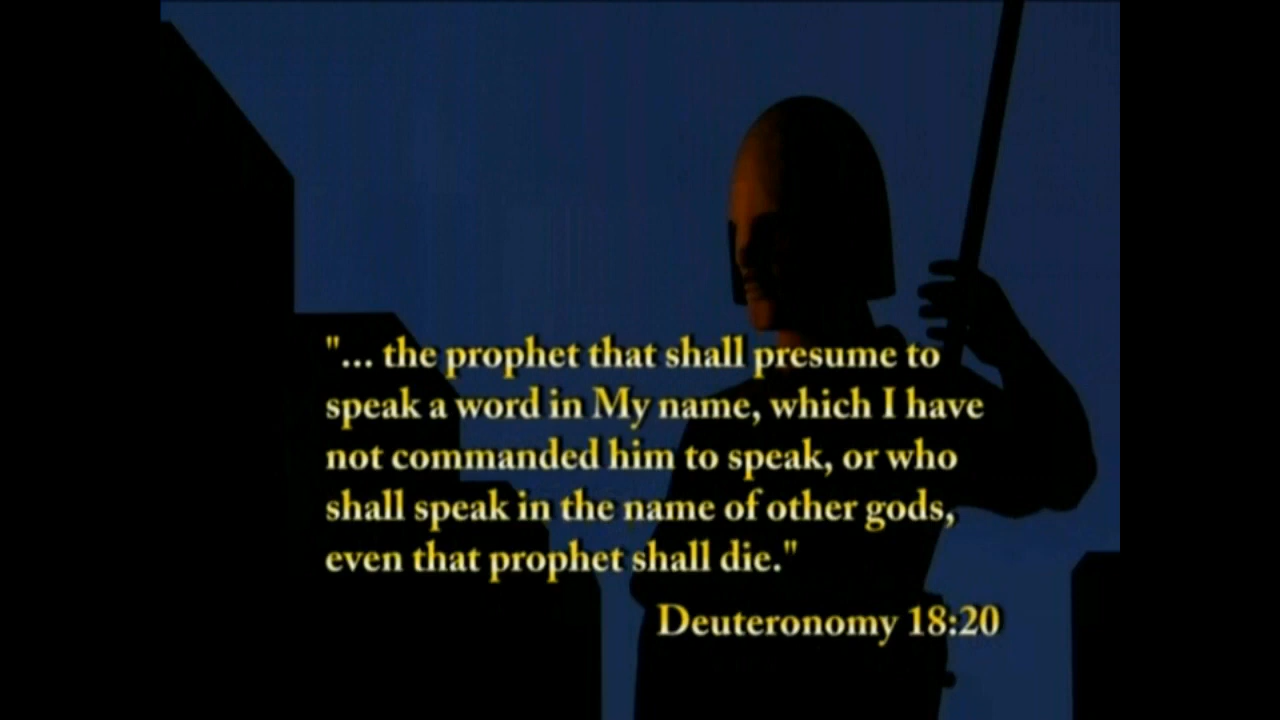 "... the prophet that shall presume to
speak a word in My name, which I have
not commanded him to speak, or who
shall speak in the name of other gods,
even that prophet shall die."
Deuteronomy 18:20